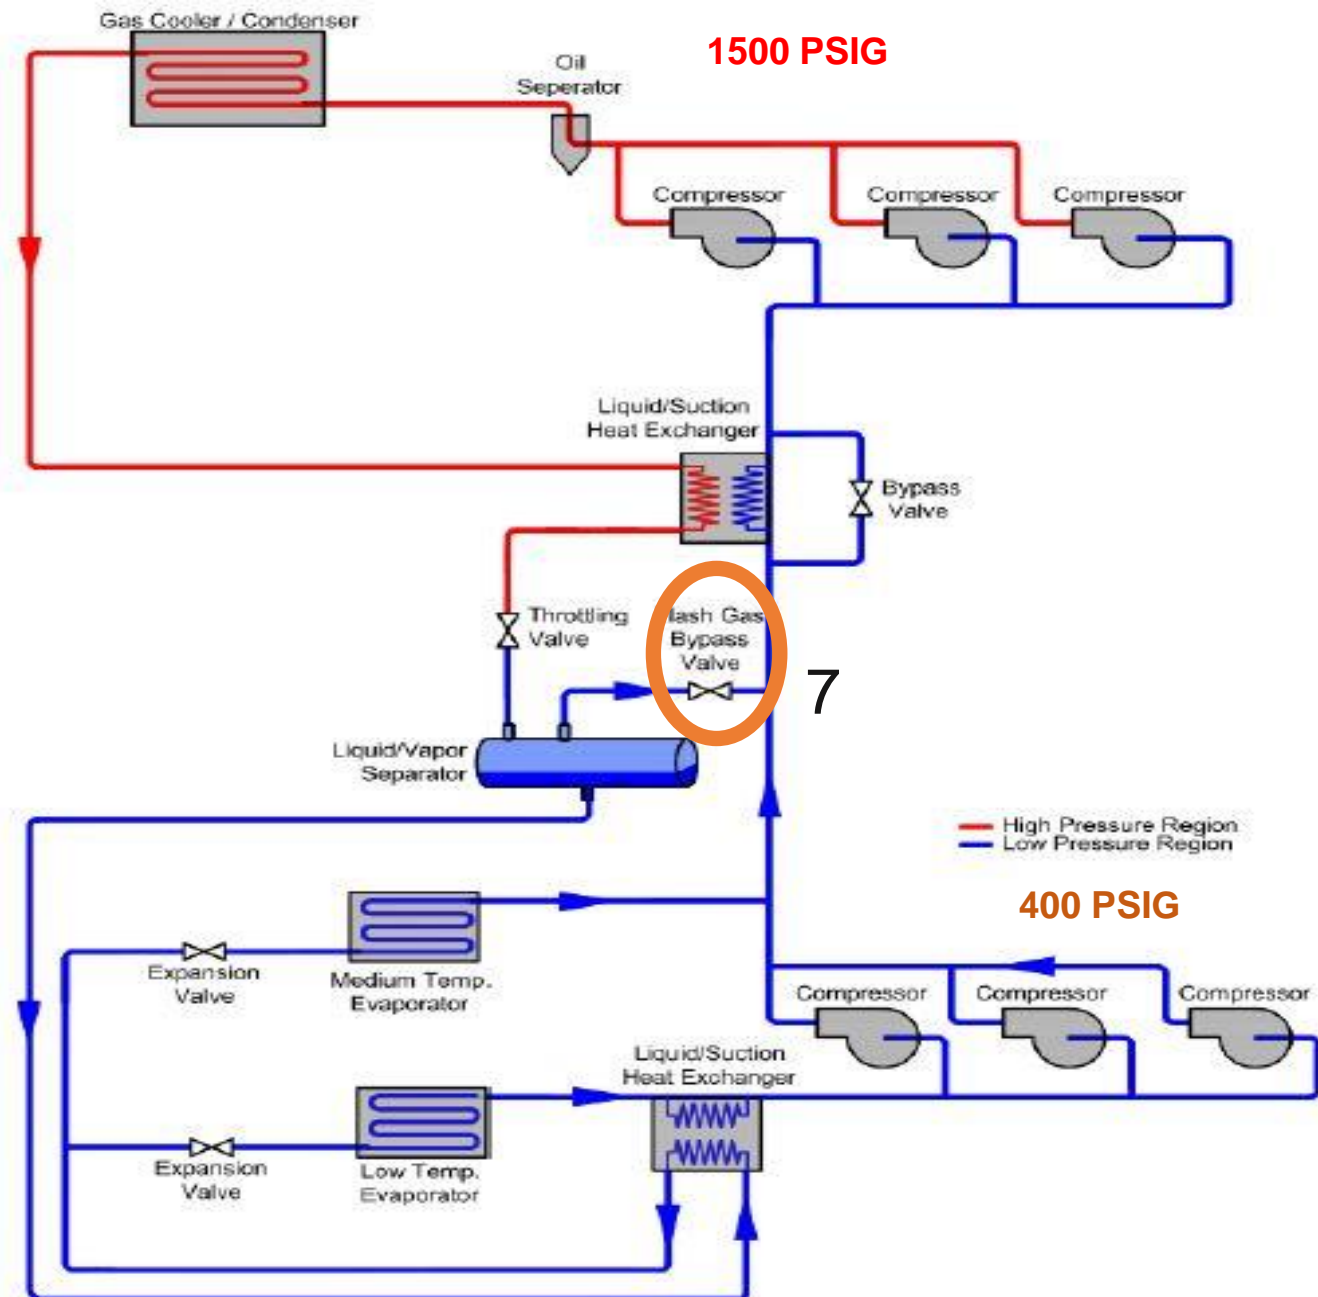 Gas Cooler / Condenser
1500 PSIG
Oil
Seperator
Compressor
Compressor
Compressor
Liquid/Suction
Heat Exchanger
Bypass
Valve
Throttling
Valve
lash Gas
Bypass
Valve
7
Liquid/Vapor
Separator
High Pressure Region
Low Pressure Region
400 PSIG
Expansion
Valve
Medium Temp.
Evaporator
Compressor
Compressor
Compressor
Liquid/Suction
Heat Exchanger
Expansion
Valve
Low Temp.
Evaporator